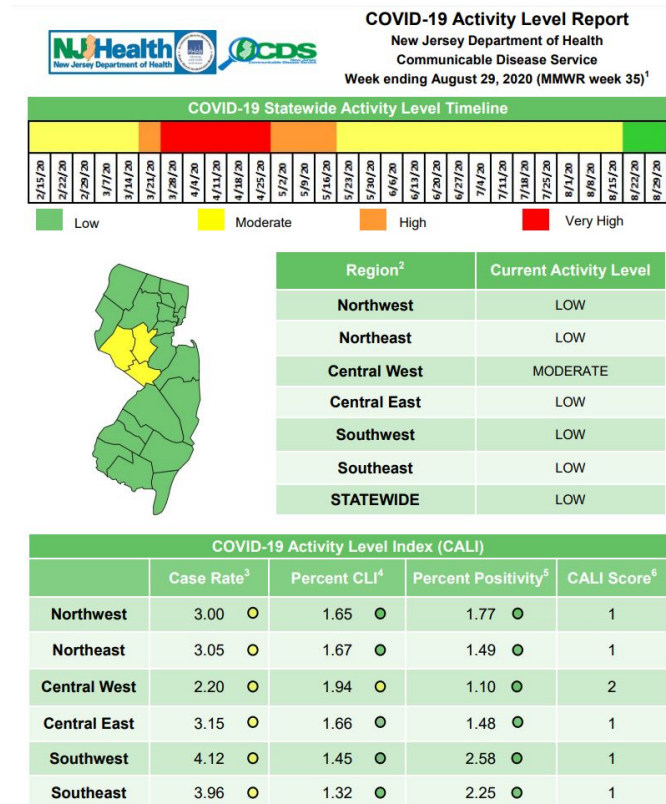 NJHealth
New Jersey Department of Health
CDS
New Jersey
Communicable Disease Service
COVID-19 Activity Level Report
New Jersey Department of Health
Communicable Disease Service
Week ending August 29, 2020 (MMWR week 35)¹
COVID-19 Statewide Activity Level Timeline
2/15/20 2/22/20 2/29/20 3/7/20 3/14/20 3/21/20 3/28/20 4/4/20 4/11/20 4/18/20 4/25/20 5/2/20 5/9/20 5/16/20 5/23/20 5/30/20 6/6/20 6/13/20 6/20/20 6/27/20 7/4/20 7/11/20 7/18/20 7/25/20 8/1/20 8/8/20 8/15/20 8/22/20 8/29/20
Low Moderate High Very High
Region² Current Activity Level
Northwest LOW
Northeast LOW
Central West MODERATE
Central East LOW
Southwest LOW
Southeast LOW
STATEWIDE LOW
COVID-19 Activity Level Index (CALI)
Case Rate³ Percent CLI⁴ Percent Positivity⁵ CALI Score⁶
Northwest 3.00 1.65 1.77 1
Northeast 3.05 1.67 1.49 1
Central West 2.20 1.94 1.10 2
Central East 3.15 1.66 1.48 1
Southwest 4.12 1.45 2.58 1
Southeast 3.96 1.32 2.25 1